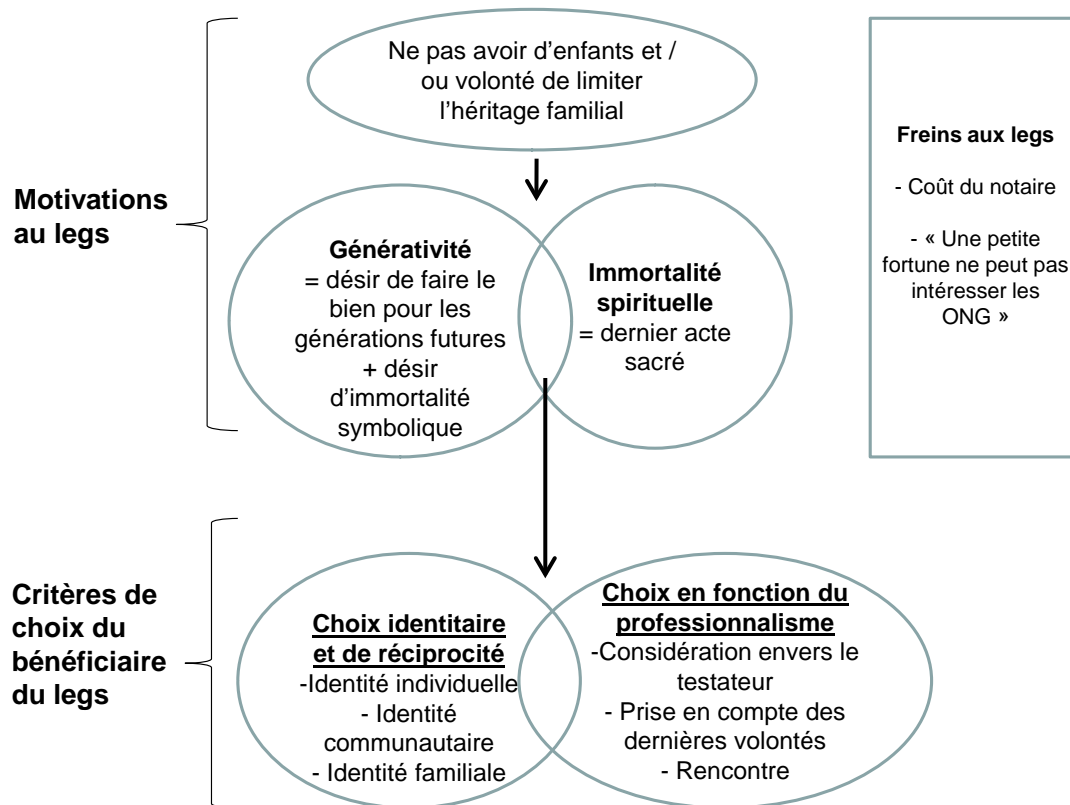 Ne pas avoir d'enfants et /
ou volonté de limiter
l'héritage familial
Motivations
au legs
Générativité
= désir de faire le
bien pour les
générations futures
+ désir
d'immortalité
symbolique
Immortalité
spirituelle
= dernier acte
sacré
Freins aux legs
- Coût du notaire
- « Une petite
fortune ne peut pas
intéresser les
ONG »
Critères de
choix du
bénéficiaire
du legs
Choix identitaire
et de réciprocité
-Identité individuelle
- Identité
communautaire
- Identité familiale
Choix en fonction du
professionnalisme
-Considération envers le
testateur
- Prise en compte des
dernières volontés
- Rencontre